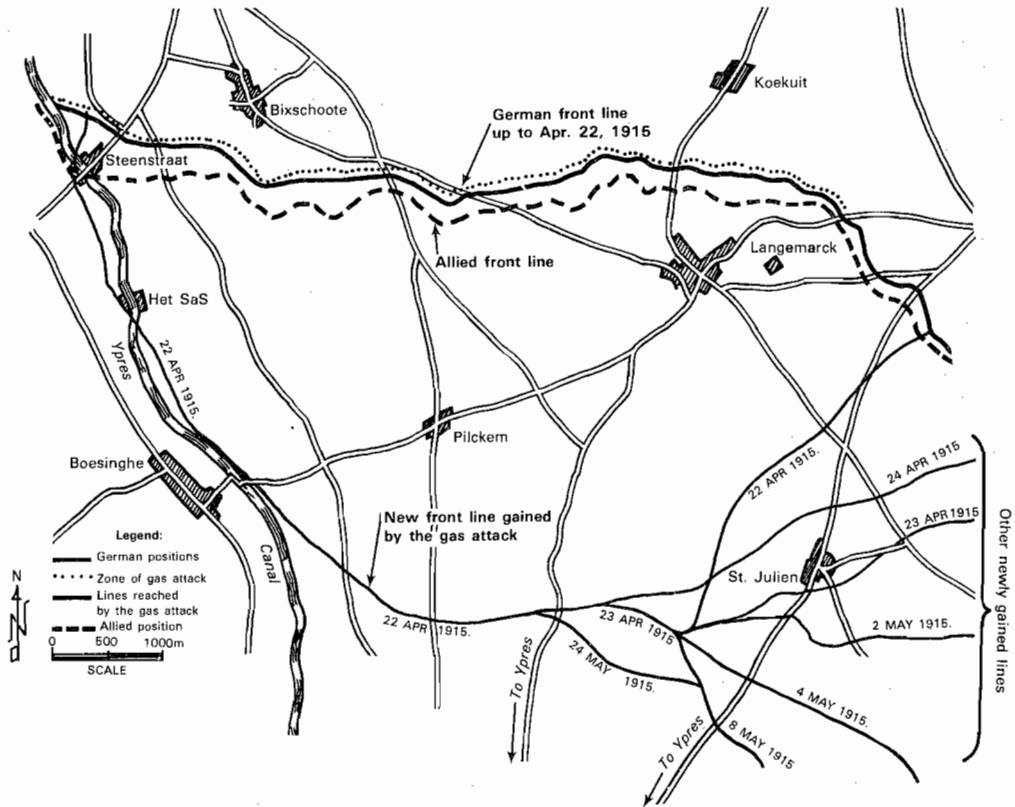 Koekuit
Bixschoote
German front line
up to Apr. 22, 1915
Steenstraat
Langemarck
Allied front line
Het SaS
Ypres
22 APR 1915.
Pilckem
Boesinghe
22 APR 1915.
24 APR 1915
23 APR 1915
New front line gained
by the gas attack
Canal
St. Julien
Other newly gained lines
Legend:
German positions
Zone of gas attack
Lines reached
by the gas attack
Allied position
N
0 500 1000m
SCALE
22 APR 1915.
23 APR 1915
2 MAY 1915.
24 MAY 1915.
4 MAY 1915.
8 MAY 1915
To Ypres
To Ypres